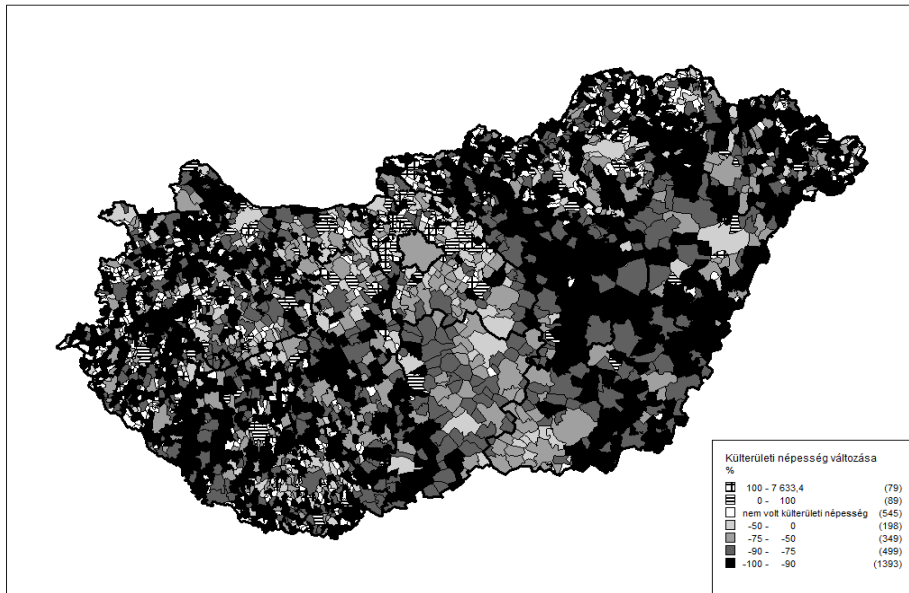 Külterületi népesség változása
%
100 - 7 633,4 (79)
0 - 100 (89)
nem volt külterületi népesség (545)
-50 - 0 (198)
-75 - -50 (349)
-90 - -75 (499)
-100 - -90 (1393)